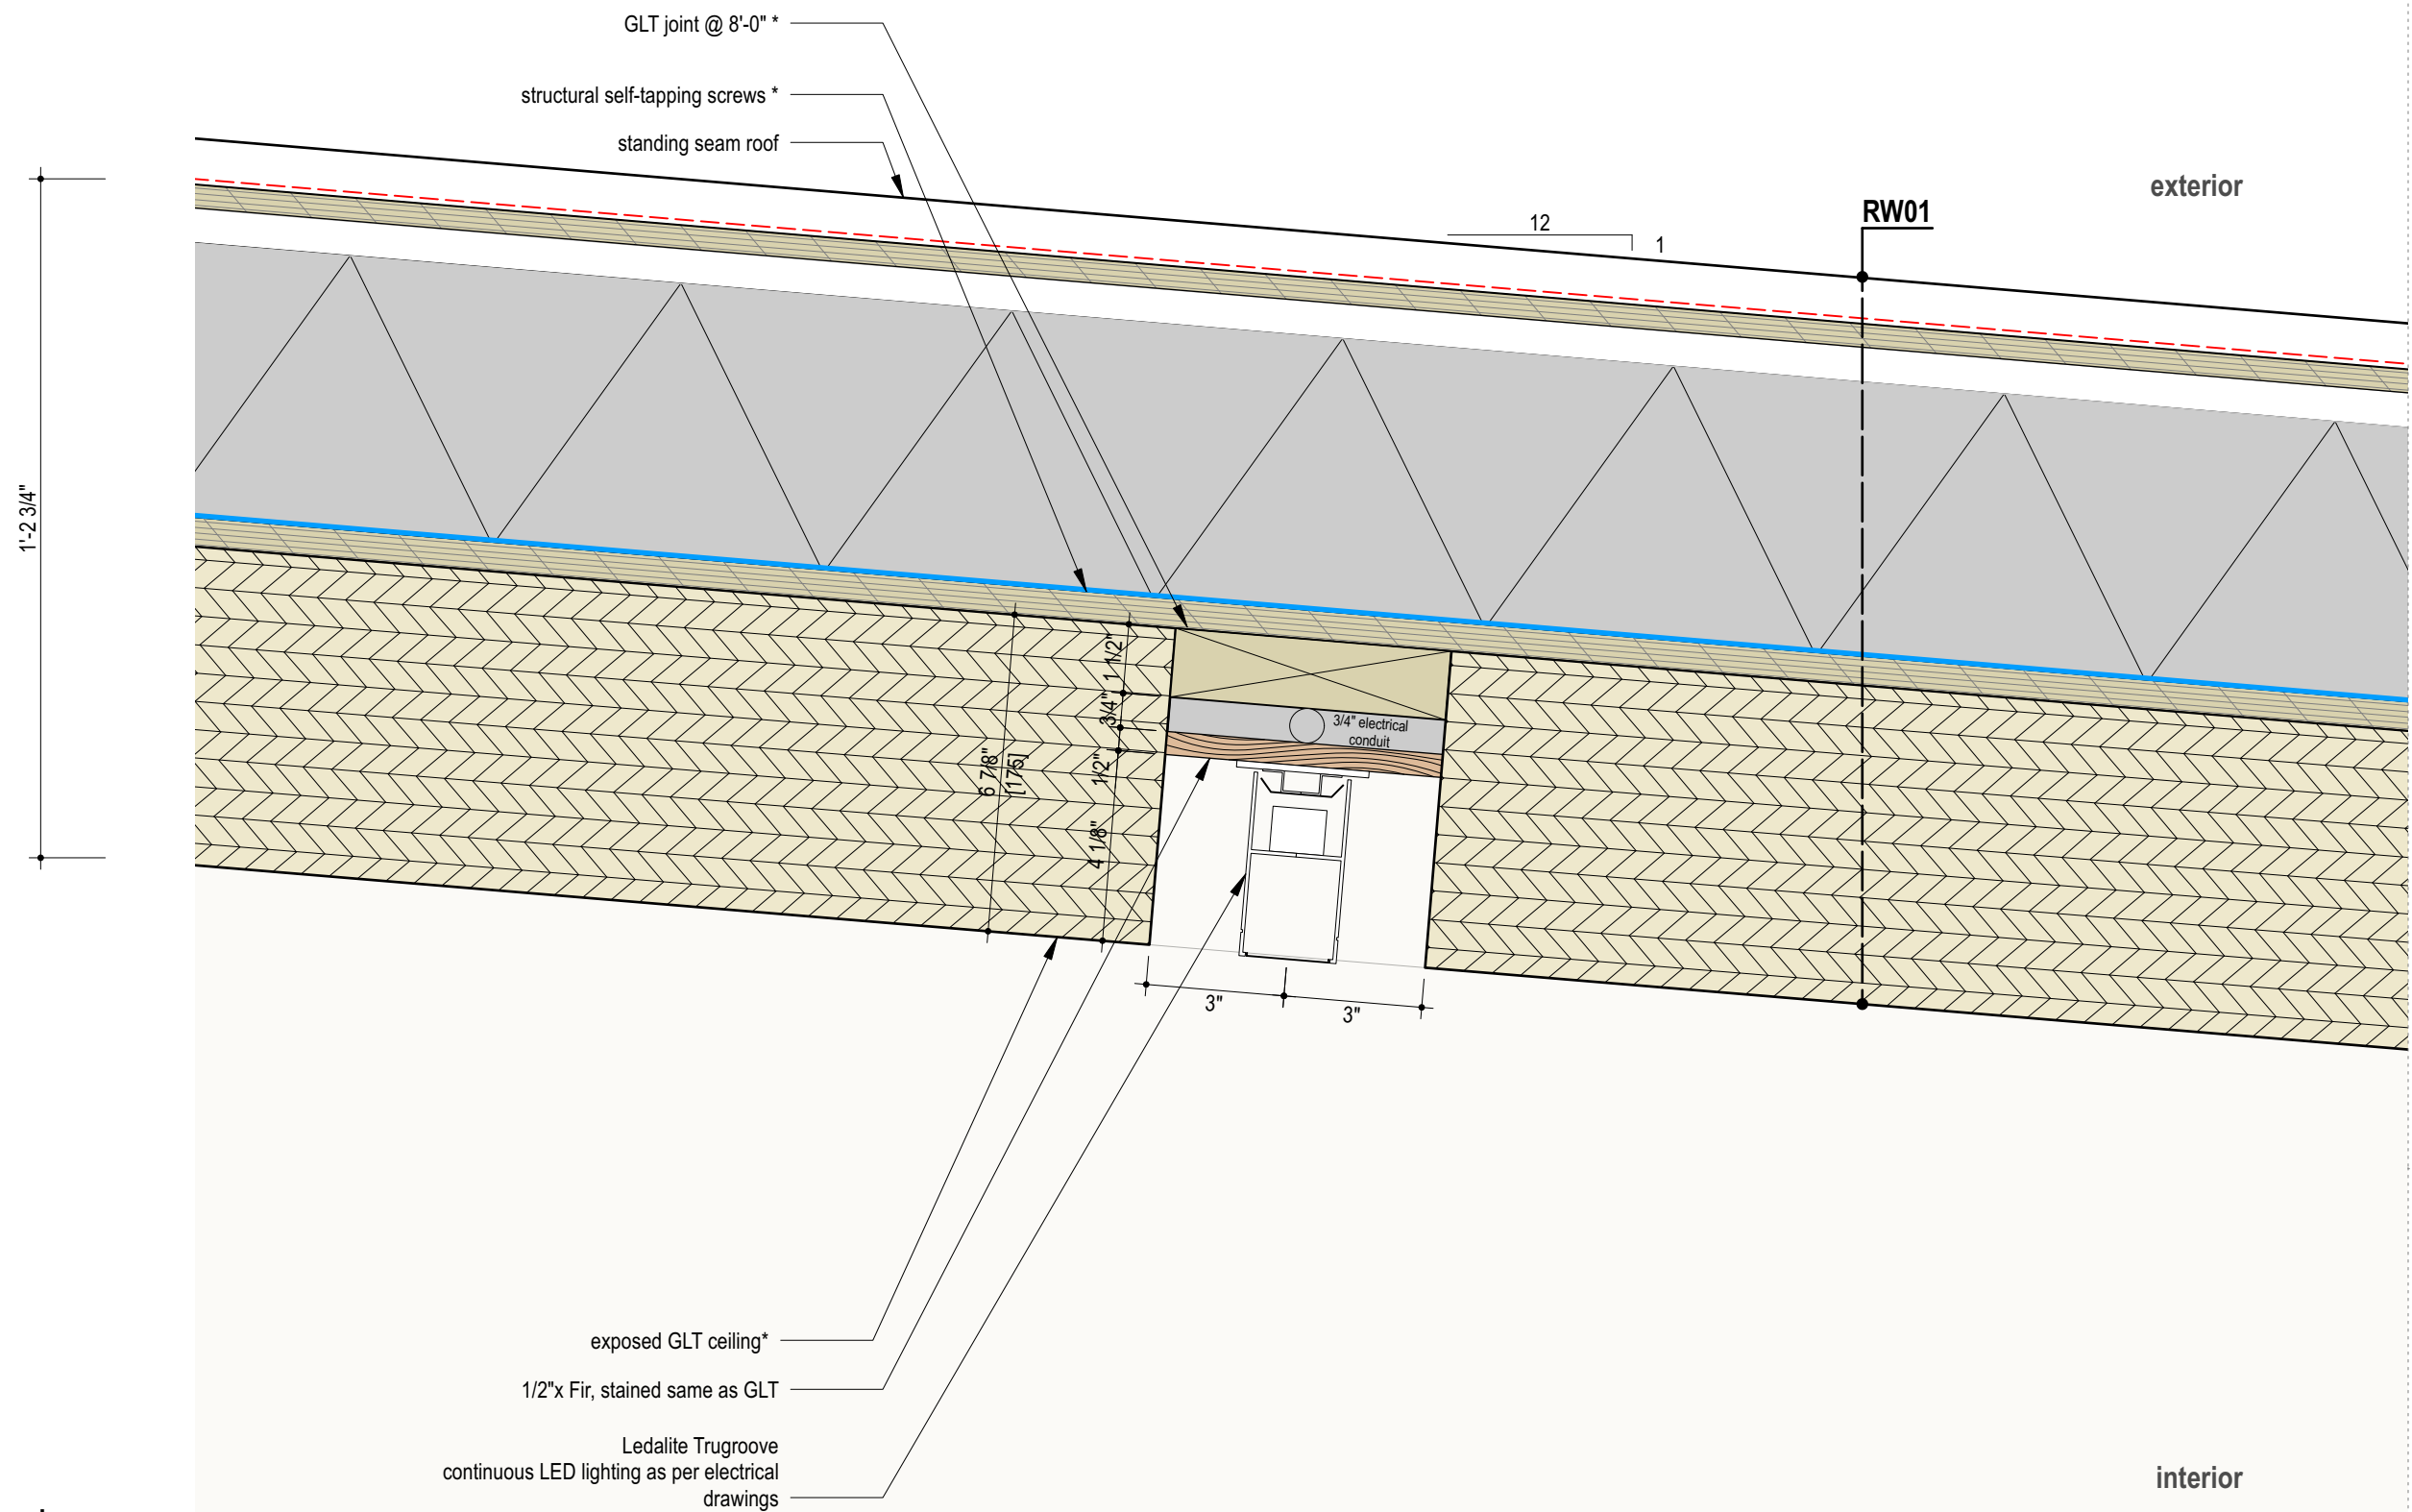 GLT joint @ 8'-0" *
structural self-tapping screws *
standing seam roof
exterior
RW01
12
1
1'-2 3/4"
1 1/2"
3/4"
1/2"
4 1/8"
6 7/8"
[175]
3/4" electrical
conduit
3"
3"
exposed GLT ceiling*
1/2"x Fir, stained same as GLT
Ledalite Trugroove
continuous LED lighting as per electrical
drawings
interior